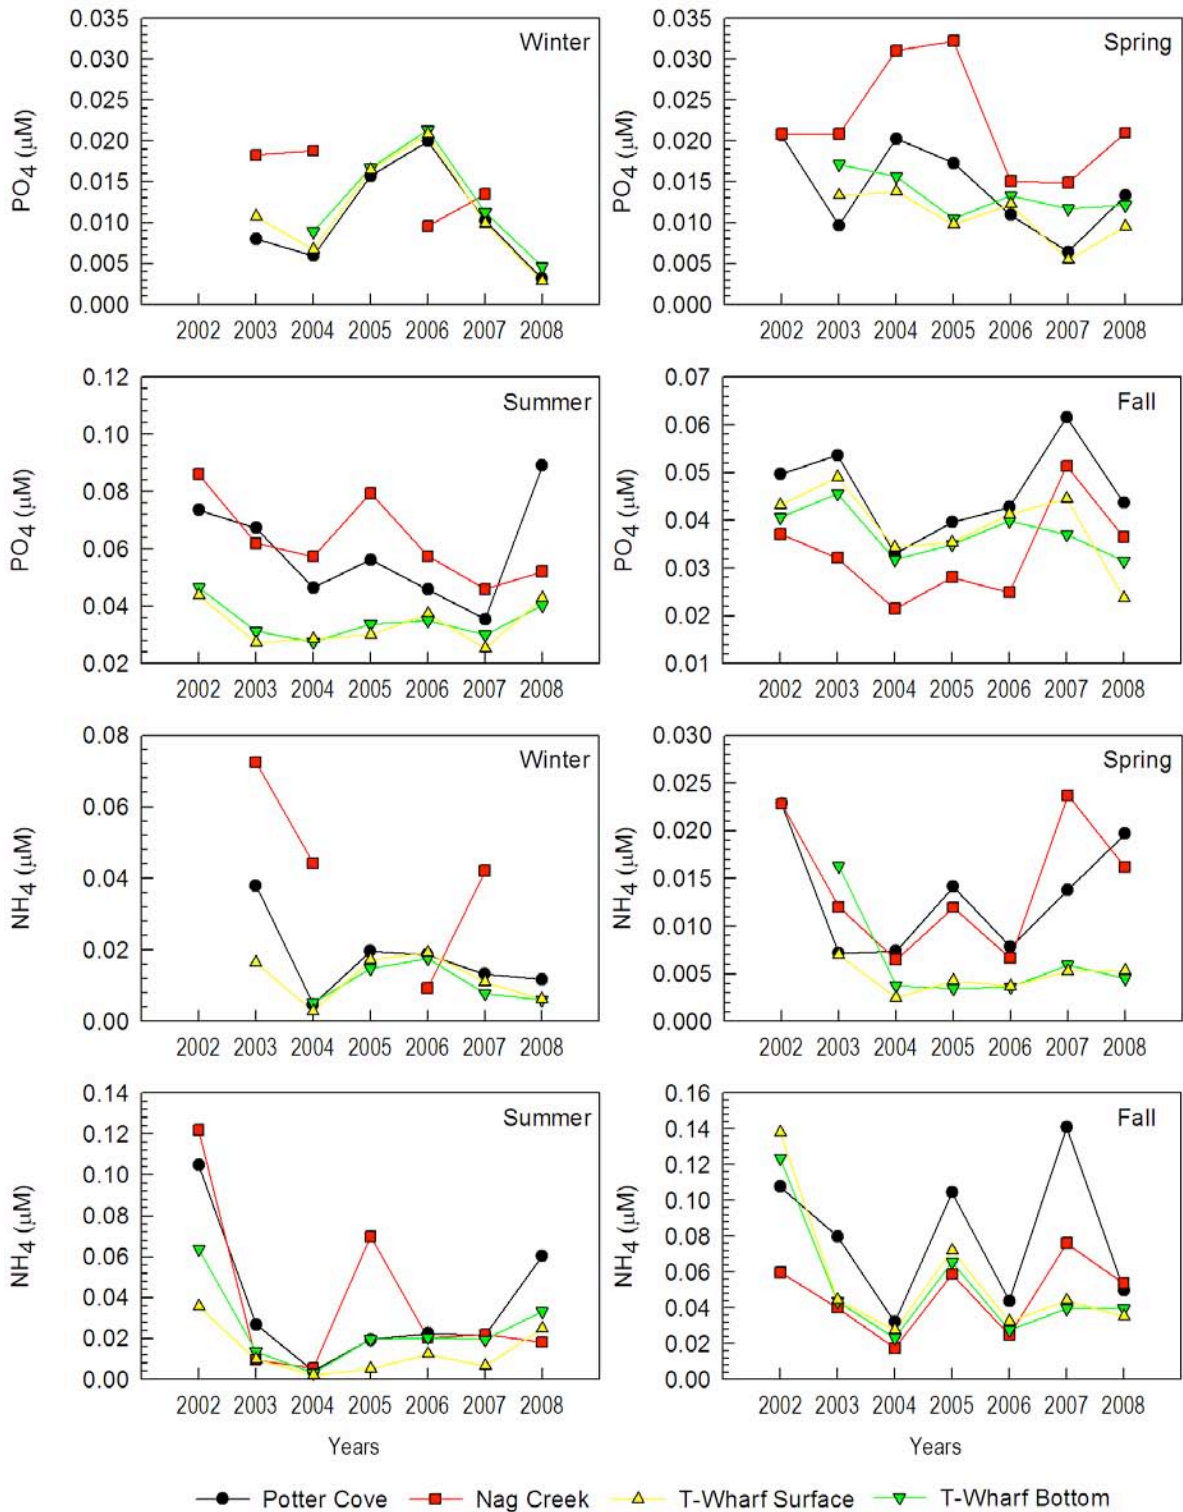 0.035 0.035
Winter Spring
0.030 0.030
0.025 0.025
0.020 0.020
PO4 (µM) PO4 (µM)
0.015 0.015
0.010 0.010
0.005 0.005
0.000 0.000
2002 2003 2004 2005 2006 2007 2008 2002 2003 2004 2005 2006 2007 2008
0.12 0.07
Summer Fall
0.10 0.06
0.08 0.05
PO4 (µM) PO4 (µM)
0.04
0.06
0.03
0.04 0.02
0.02 0.01
2002 2003 2004 2005 2006 2007 2008 2002 2003 2004 2005 2006 2007 2008
0.08 0.030
Winter Spring
0.025
0.06
0.020
NH4 (µM) NH4 (µM)
0.04 0.015
0.010
0.02
0.005
0.00 0.000
2002 2003 2004 2005 2006 2007 2008 2002 2003 2004 2005 2006 2007 2008
0.14 0.16
Summer Fall
0.12 0.14
0.10 0.12
0.08 0.10
NH4 (µM) NH4 (µM)
0.08
0.06
0.06
0.04 0.04
0.02 0.02
0.00 0.00
2002 2003 2004 2005 2006 2007 2008 2002 2003 2004 2005 2006 2007 2008
Years Years
Potter Cove Nag Creek T-Wharf Surface T-Wharf Bottom